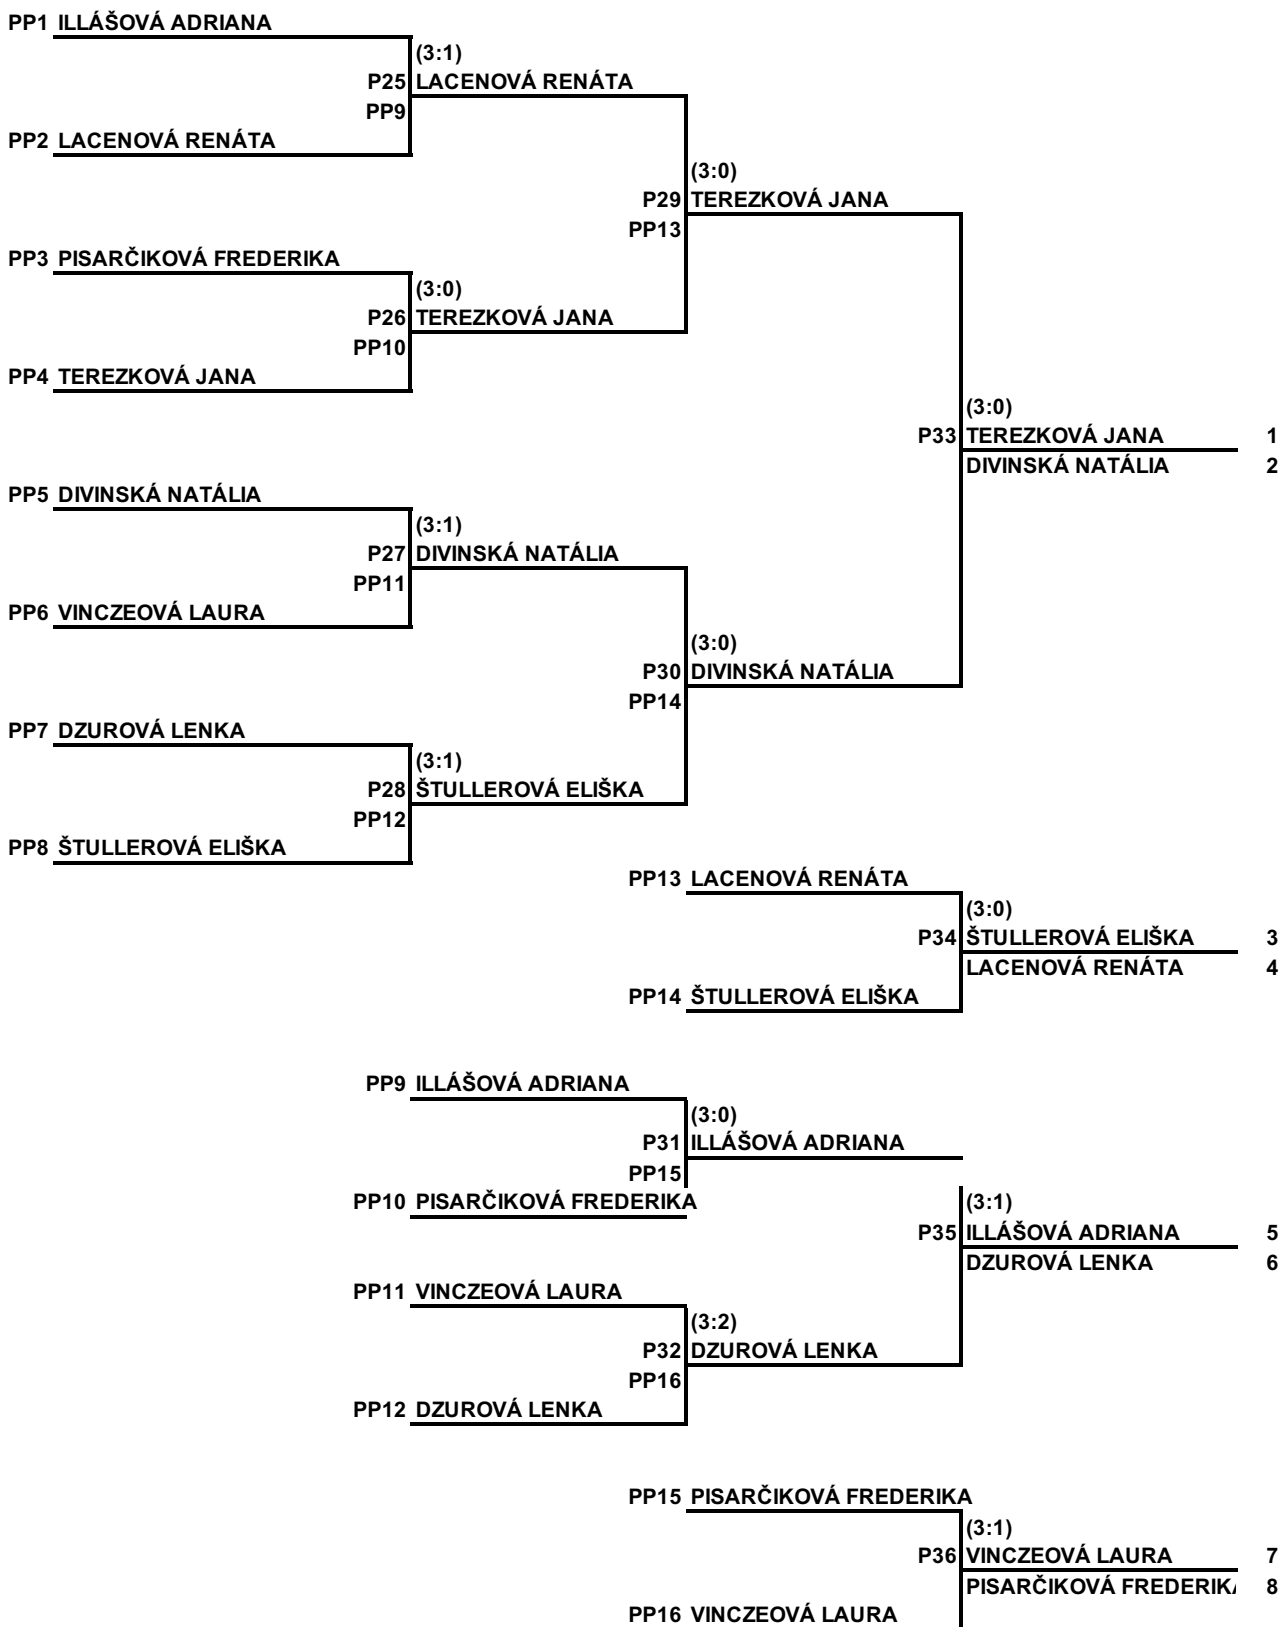 PP1 ILLÁŠOVÁ ADRIANA
(3:1)
P25 LACENOVÁ RENÁTA
PP9
PP2 LACENOVÁ RENÁTA
(3:0)
P29 TEREZKOVÁ JANA
PP13
PP3 PISARČIKOVÁ FREDERIKA
(3:0)
P26 TEREZKOVÁ JANA
PP10
PP4 TEREZKOVÁ JANA
(3:0)
P33 TEREZKOVÁ JANA 1
DIVINSKÁ NATÁLIA 2
PP5 DIVINSKÁ NATÁLIA
(3:1)
P27 DIVINSKÁ NATÁLIA
PP11
PP6 VINCZEOVÁ LAURA
(3:0)
P30 DIVINSKÁ NATÁLIA
PP14
PP7 DZUROVÁ LENKA
(3:1)
P28 ŠTULLEROVÁ ELIŠKA
PP12
PP8 ŠTULLEROVÁ ELIŠKA
PP13 LACENOVÁ RENÁTA
(3:0)
P34 ŠTULLEROVÁ ELIŠKA 3
LACENOVÁ RENÁTA 4
PP14 ŠTULLEROVÁ ELIŠKA
PP9 ILLÁŠOVÁ ADRIANA
(3:0)
P31 ILLÁŠOVÁ ADRIANA
PP15
PP10 PISARČIKOVÁ FREDERIKA
(3:1)
P35 ILLÁŠOVÁ ADRIANA 5
DZUROVÁ LENKA 6
PP11 VINCZEOVÁ LAURA
(3:2)
P32 DZUROVÁ LENKA
PP16
PP12 DZUROVÁ LENKA
PP15 PISARČIKOVÁ FREDERIKA
(3:1)
P36 VINCZEOVÁ LAURA 7
PISARČIKOVÁ FREDERIK 8
PP16 VINCZEOVÁ LAURA